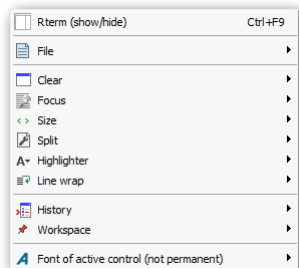 Rterm (show/hide) Ctrl+F9
File
Clear
Focus
Size
Split
Highlighter
Line wrap
History
Workspace
Font of active control (not permanent)